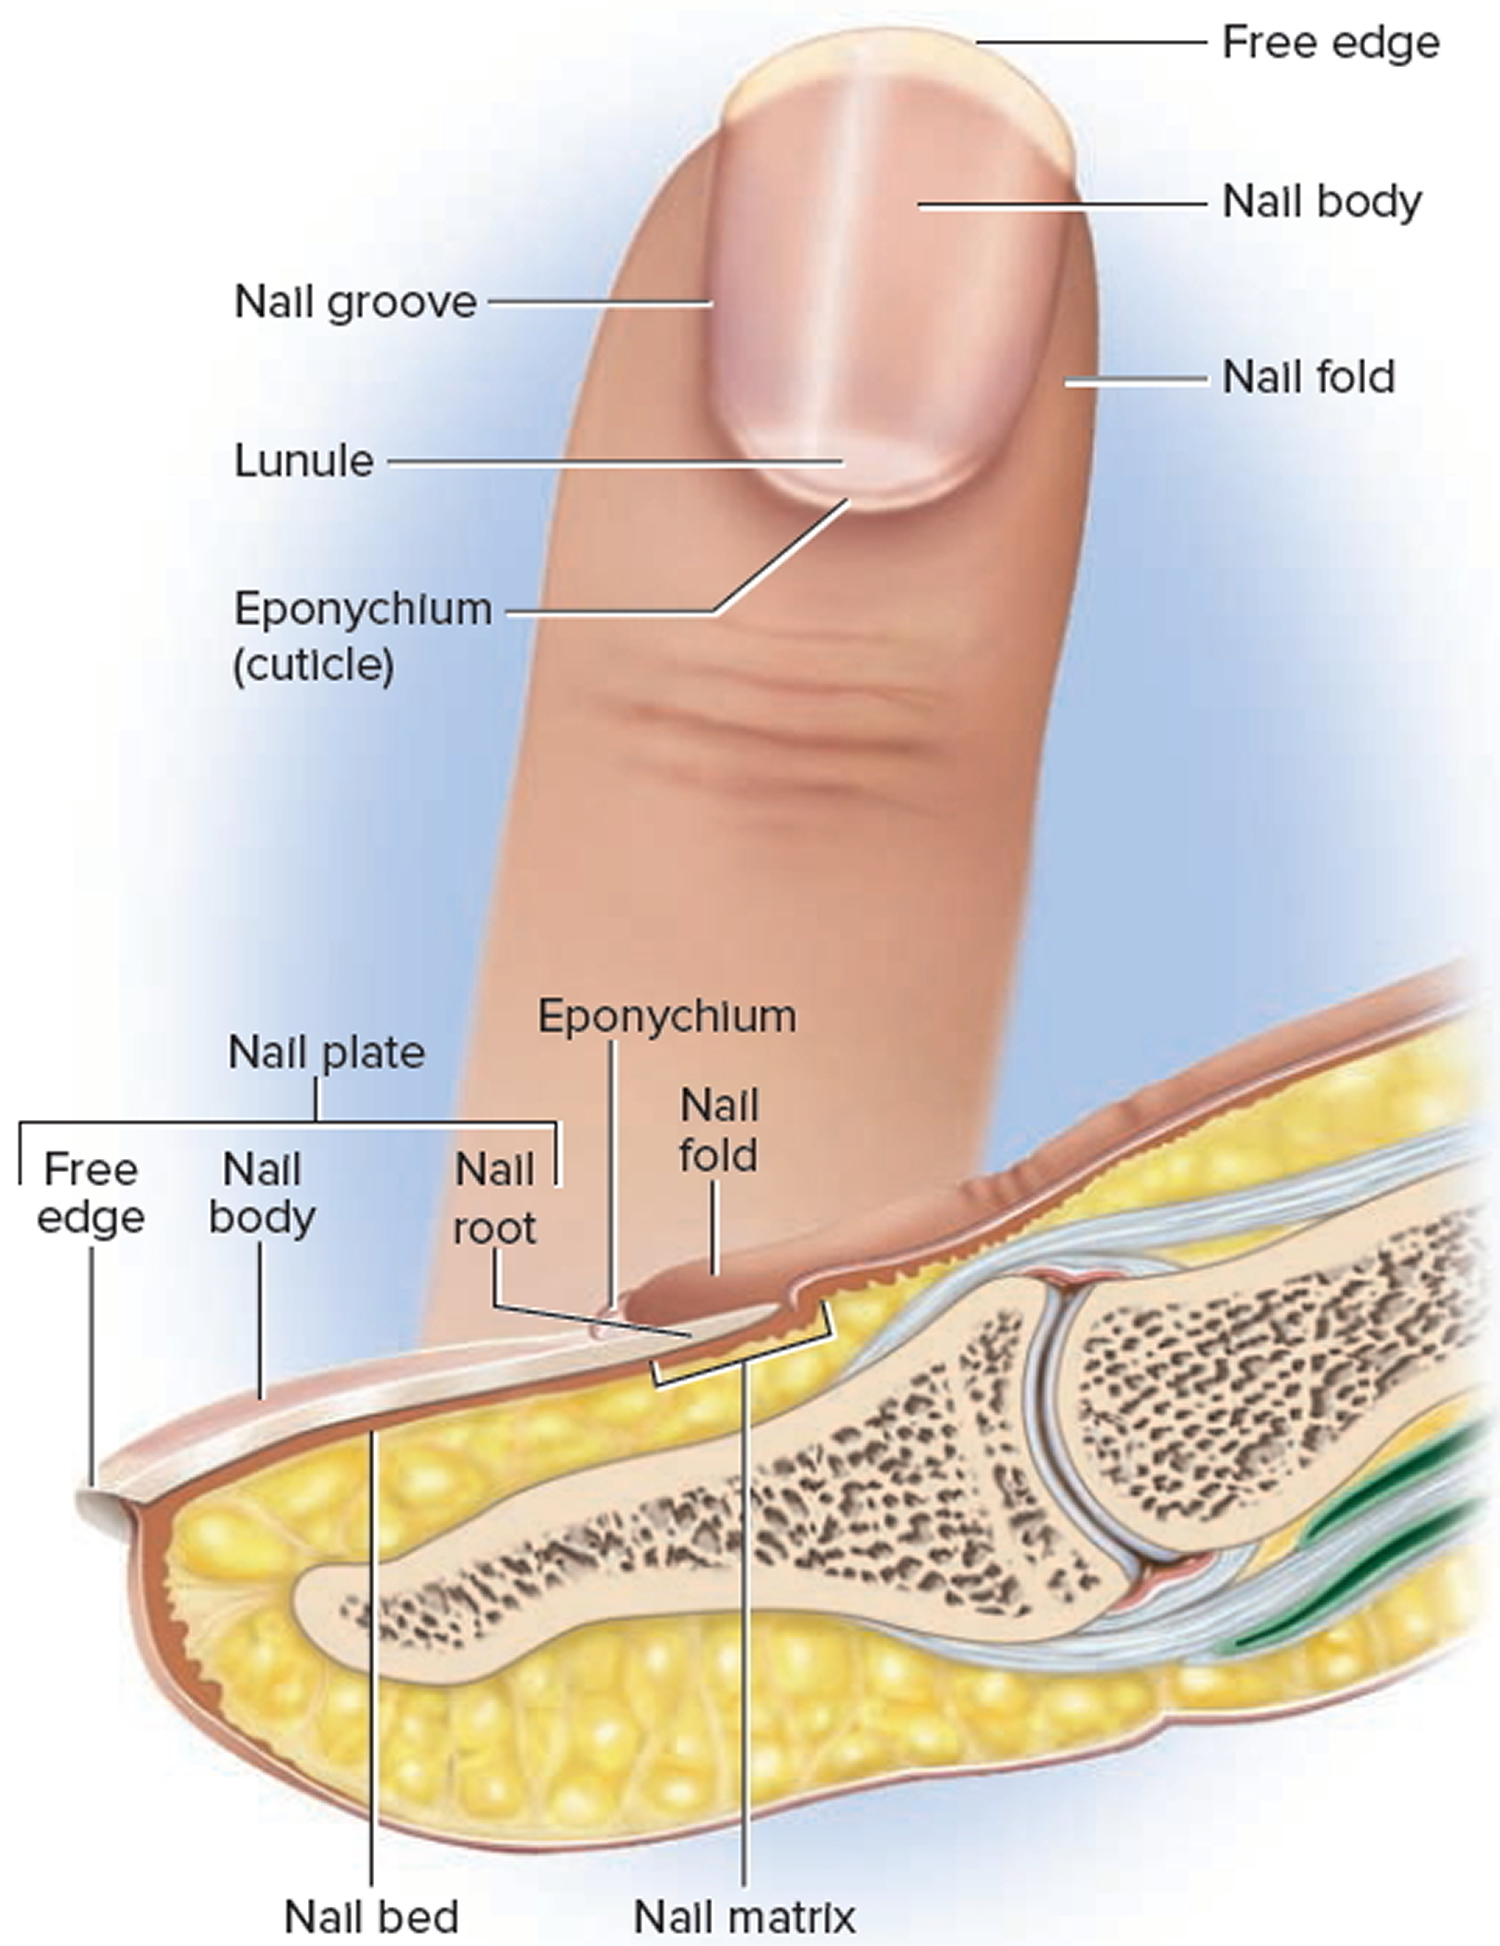 Free edge
Nail body
Nail groove
Nail fold
Lunule
Eponychium
(cuticle)
Eponychium
Nail plate
Nail
fold
Free
edge
Nail
body
Nail
root
Nail bed
Nail matrix